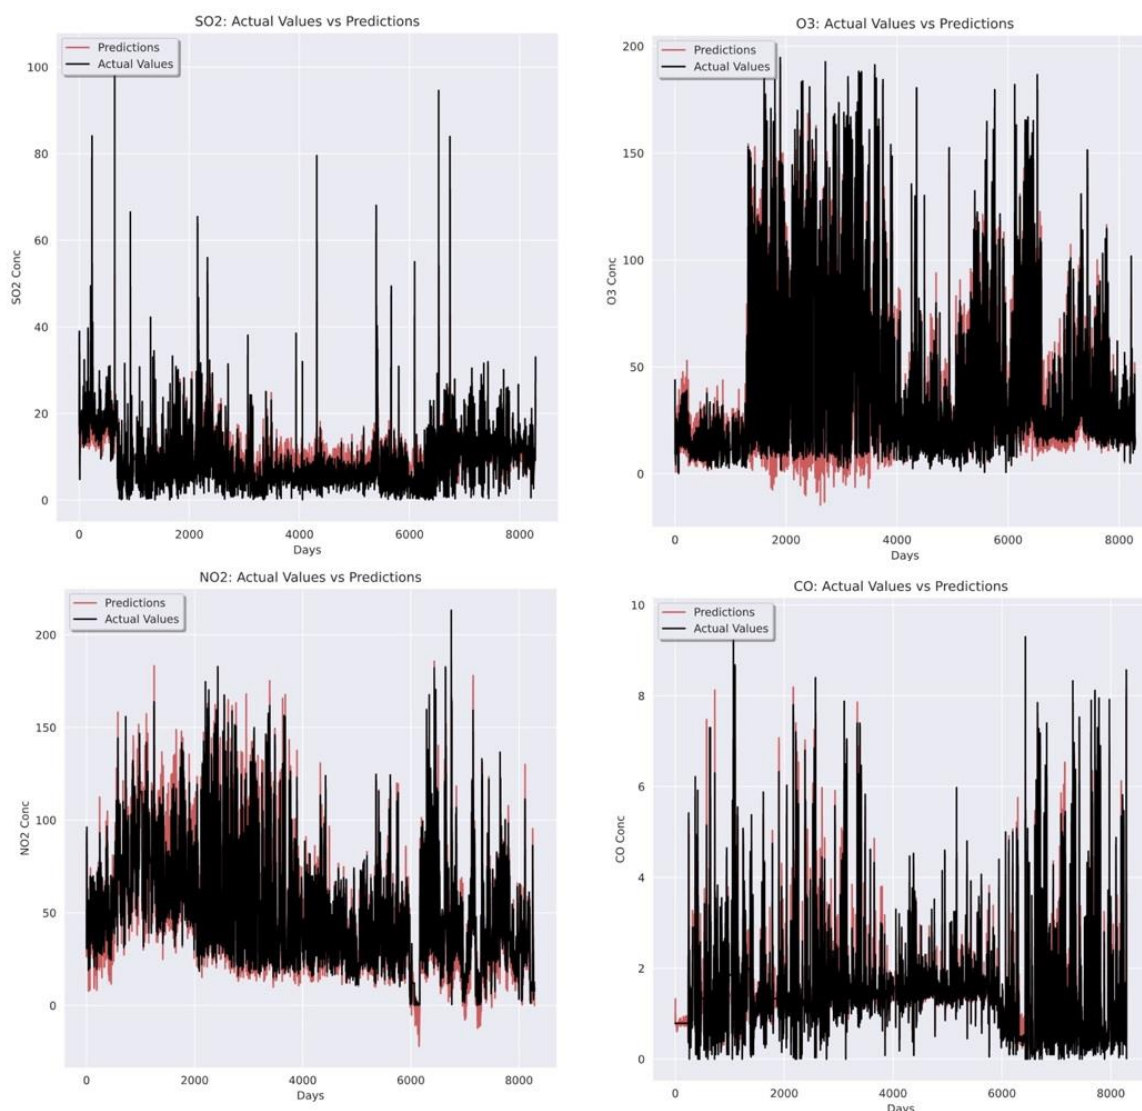 SO2: Actual Values vs Predictions
Predictions
Actual Values
100
80
60
40
20
0
SO2 Conc
0 2000 4000 6000 8000
Days
O3: Actual Values vs Predictions
Predictions
Actual Values
200
150
100
50
0
O3 Conc
0 2000 4000 6000 8000
Days
NO2: Actual Values vs Predictions
Predictions
Actual Values
200
150
100
50
0
NO2 Conc
0 2000 4000 6000 8000
Days
CO: Actual Values vs Predictions
Predictions
Actual Values
10
8
6
4
2
0
CO Conc
0 2000 4000 6000 8000
Days